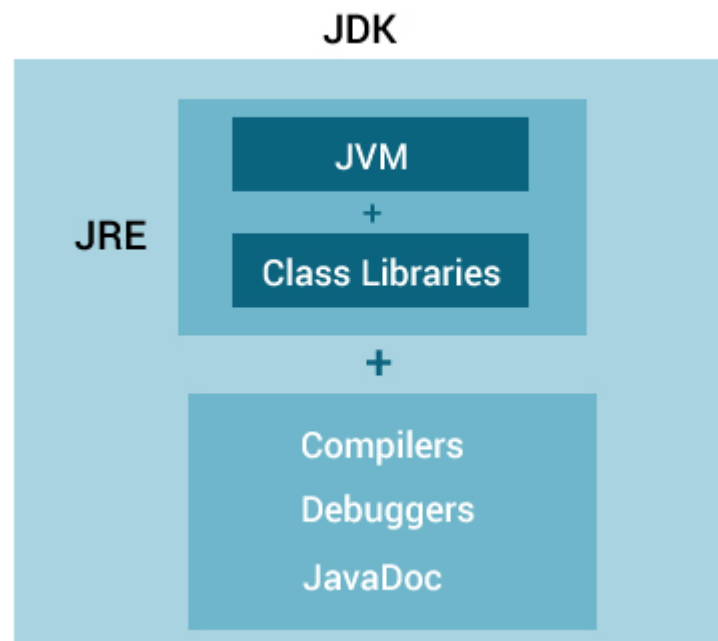 JDK
JVM
+
JRE
Class Libraries
+
Compilers
Debuggers
JavaDoc